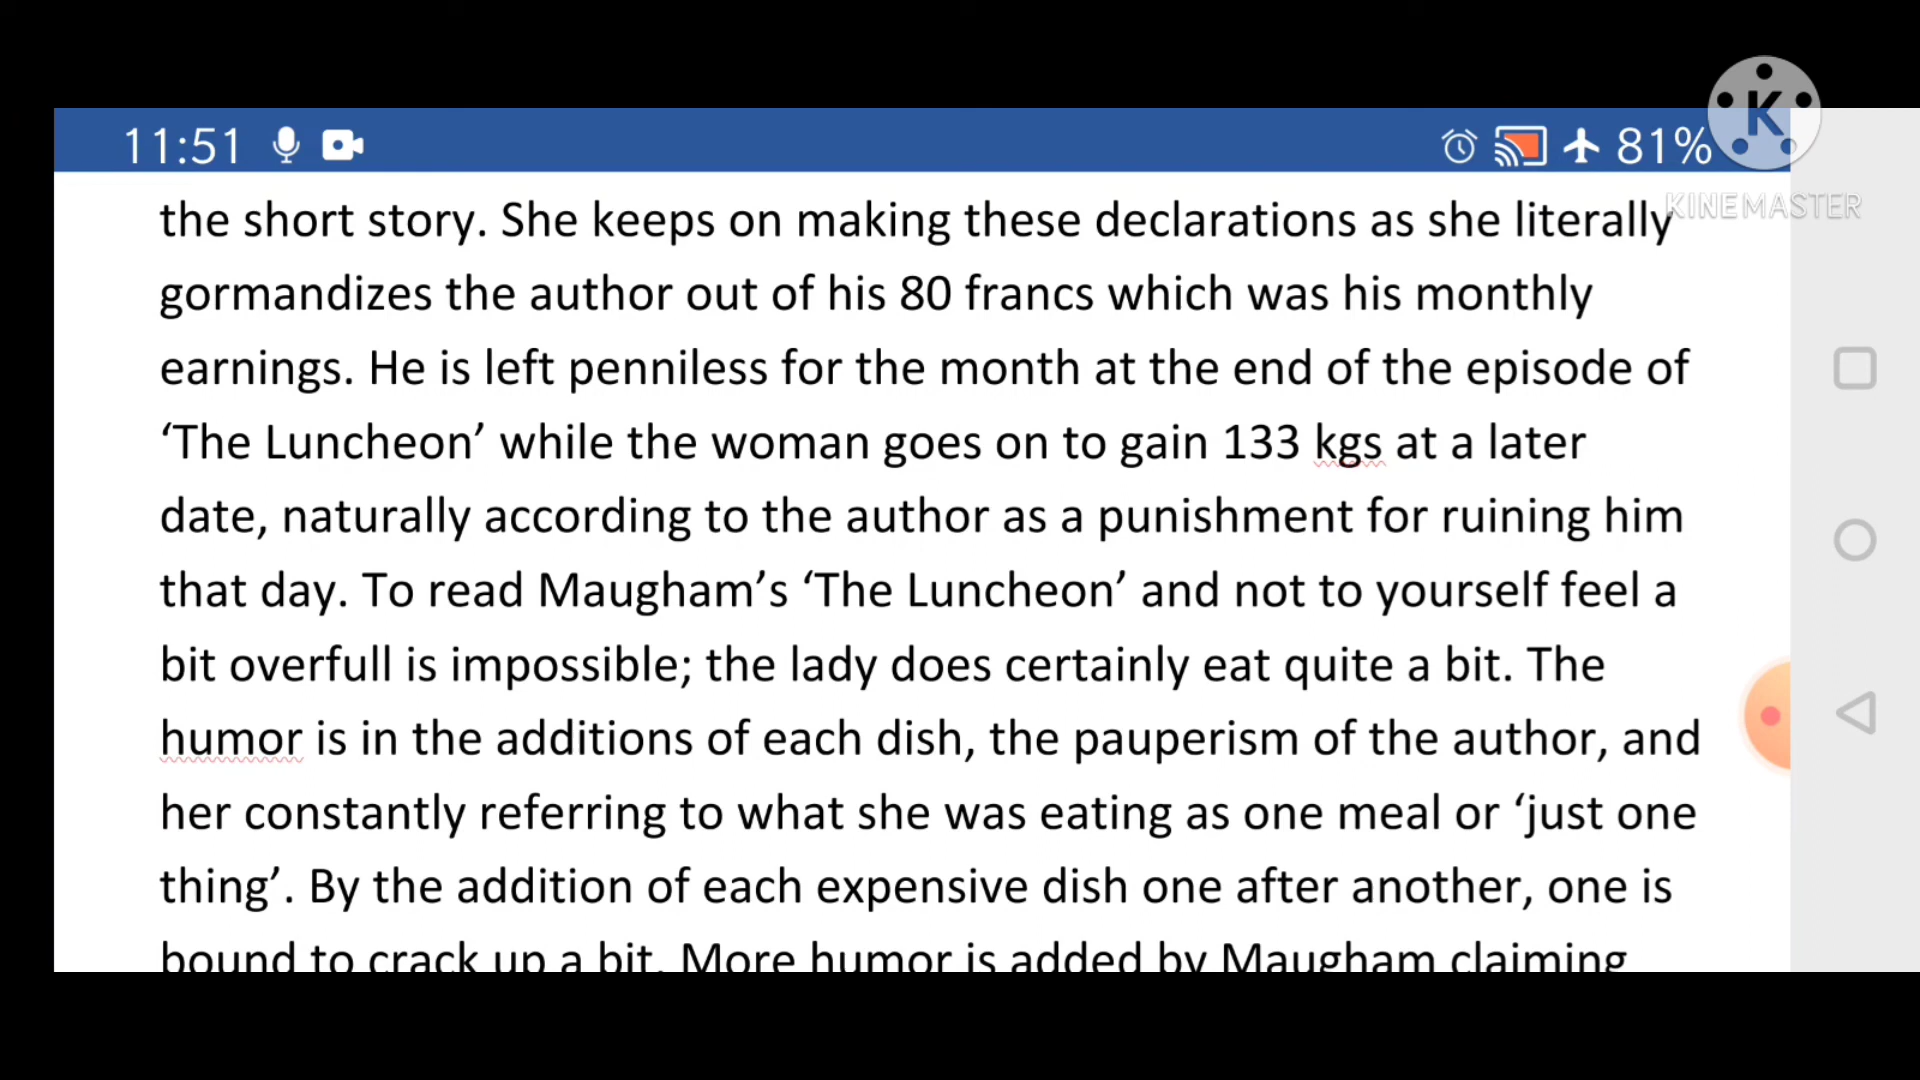 11:51
81%
K
KINEMASTER
the short story. She keeps on making these declarations as she literally
gormandizes the author out of his 80 francs which was his monthly
earnings. He is left penniless for the month at the end of the episode of
‘The Luncheon’ while the woman goes on to gain 133 kgs at a later
date, naturally according to the author as a punishment for ruining him
that day. To read Maugham’s ‘The Luncheon’ and not to yourself feel a
bit overfull is impossible; the lady does certainly eat quite a bit. The
humor is in the additions of each dish, the pauperism of the author, and
her constantly referring to what she was eating as one meal or ‘just one
thing’. By the addition of each expensive dish one after another, one is
bound to crack up a bit. More humor is added by Maugham claiming